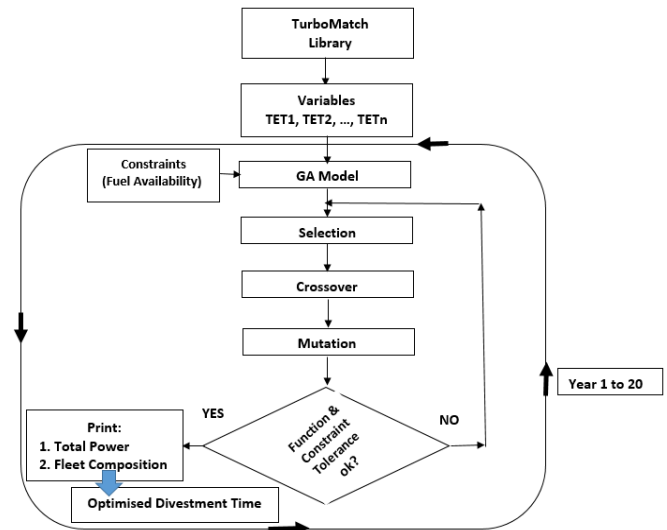 TurboMatch
Library
Variables
TET1, TET2, ..., TETn
Constraints
(Fuel Availability)
GA Model
Selection
Crossover
Mutation
Year 1 to 20
YES
NO
Function &
Constraint
Tolerance
ok?
Print:
1. Total Power
2. Fleet Composition
Optimised Divestment Time